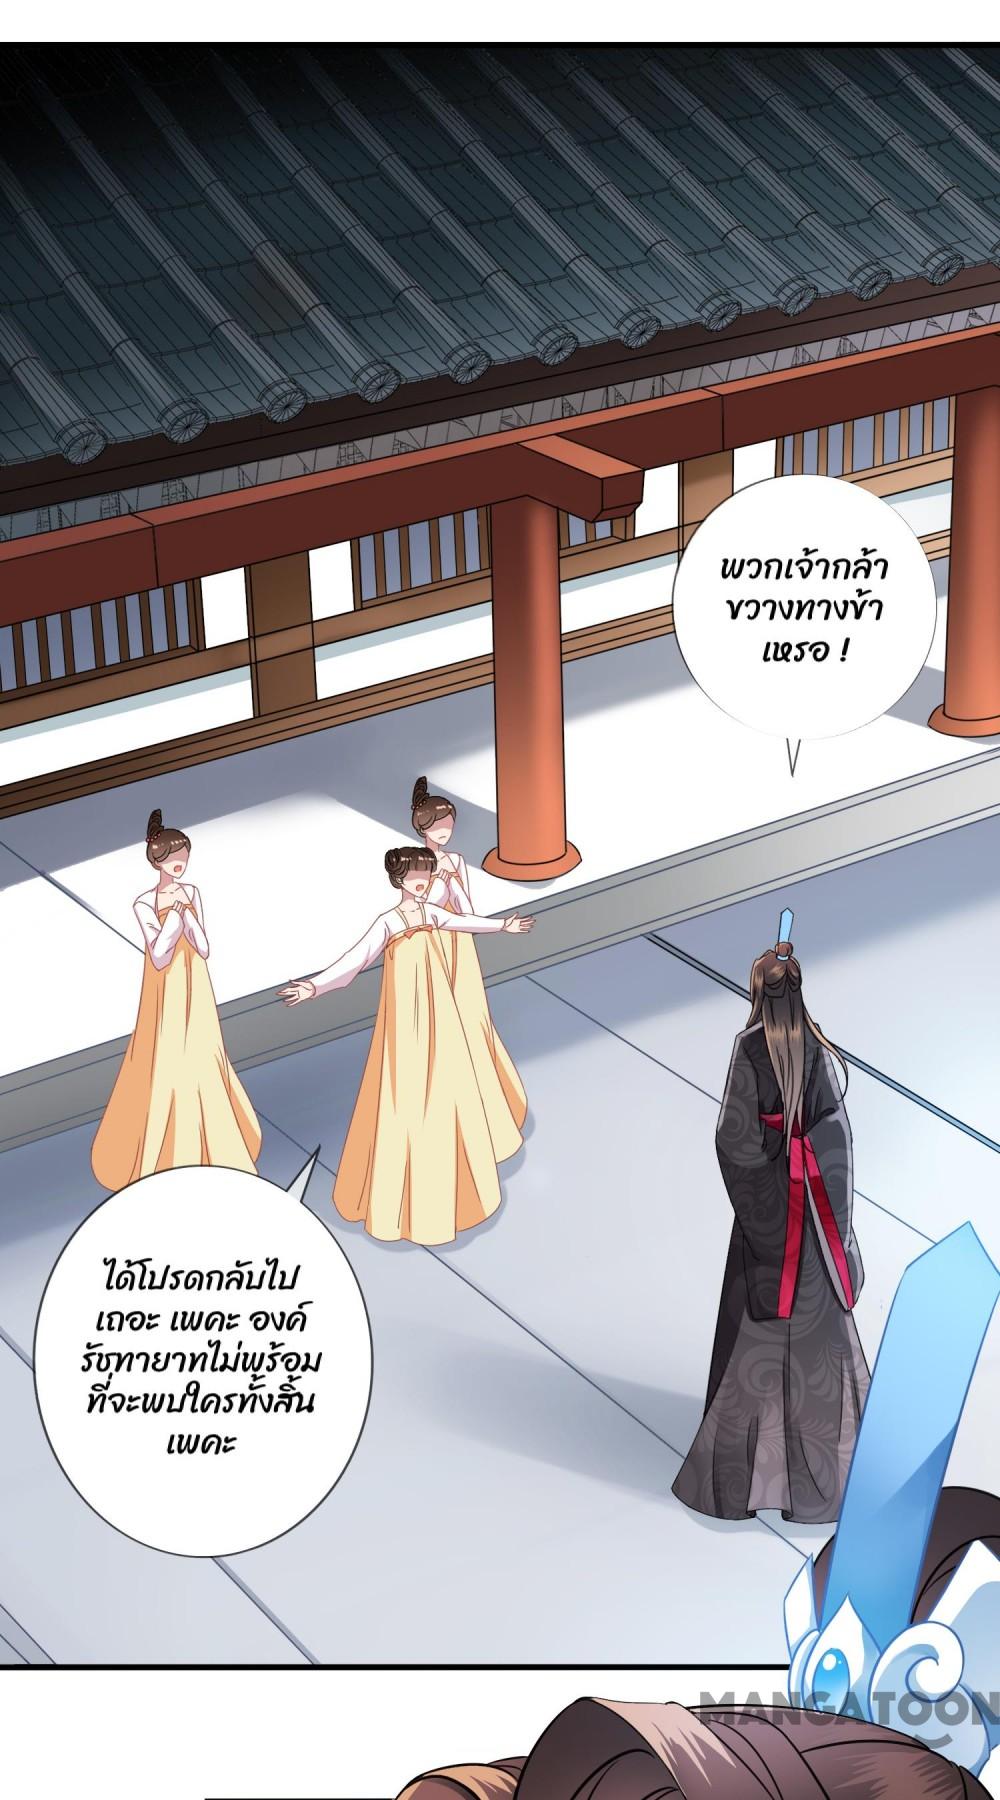 พวกเจ้ากล้า
ขวางทางข้า
เหรอ !
ได้โปรดกลับไป
เถอะ เพคะ องค์
รัชทายาทไม่พร้อม
ที่จะพบใครทั้งสิ้น
เพคะ
MANGATOON